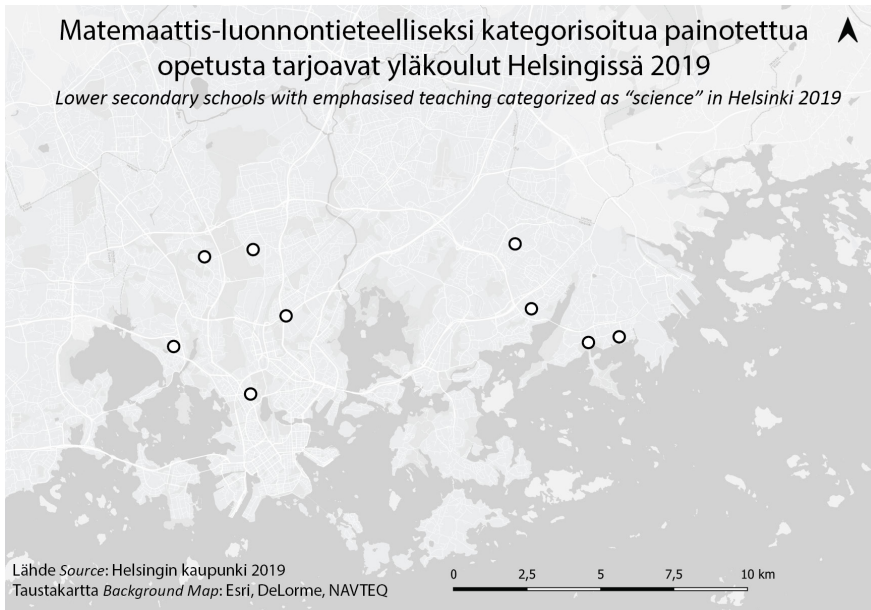 Matemaattis-luonnontieteelliseksi kategorisoitua painotettua
opetusta tarjoavat yläkoulut Helsingissä 2019
Lower secondary schools with emphasised teaching categorized as “science” in Helsinki 2019
Lähde Source: Helsingin kaupunki 2019
Taustakartta Background Map: Esri, DeLorme, NAVTEQ
0 2,5 5 7,5 10 km